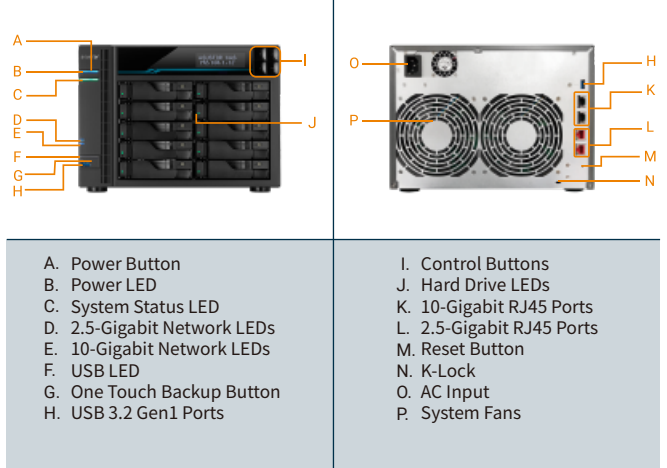 A
B
C
D
E
F
G
H
I
J
O
P
H
K
L
M
N
A. Power Button
B. Power LED
C. System Status LED
D. 2.5-Gigabit Network LEDs
E. 10-Gigabit Network LEDs
F. USB LED
G. One Touch Backup Button
H. USB 3.2 Gen1 Ports
I. Control Buttons
J. Hard Drive LEDs
K. 10-Gigabit RJ45 Ports
L. 2.5-Gigabit RJ45 Ports
M. Reset Button
N. K-Lock
O. AC Input
P. System Fans